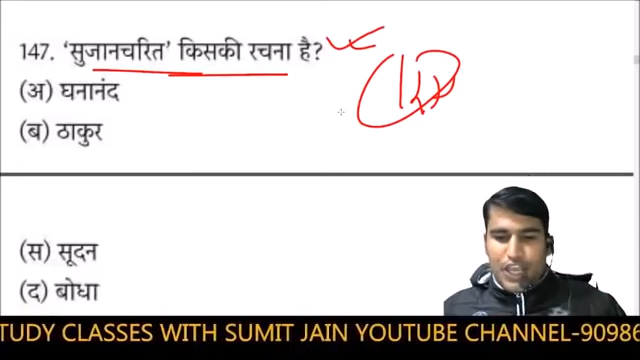 147. ‘सुजानचरित’ किसकी रचना है?
(अ) घनानंद
(ब) ठाकुर
(स) सूदन
(द) बोधा
TUDY CLASSES WITH SUMIT JAIN YOUTUBE CHANNEL-90986